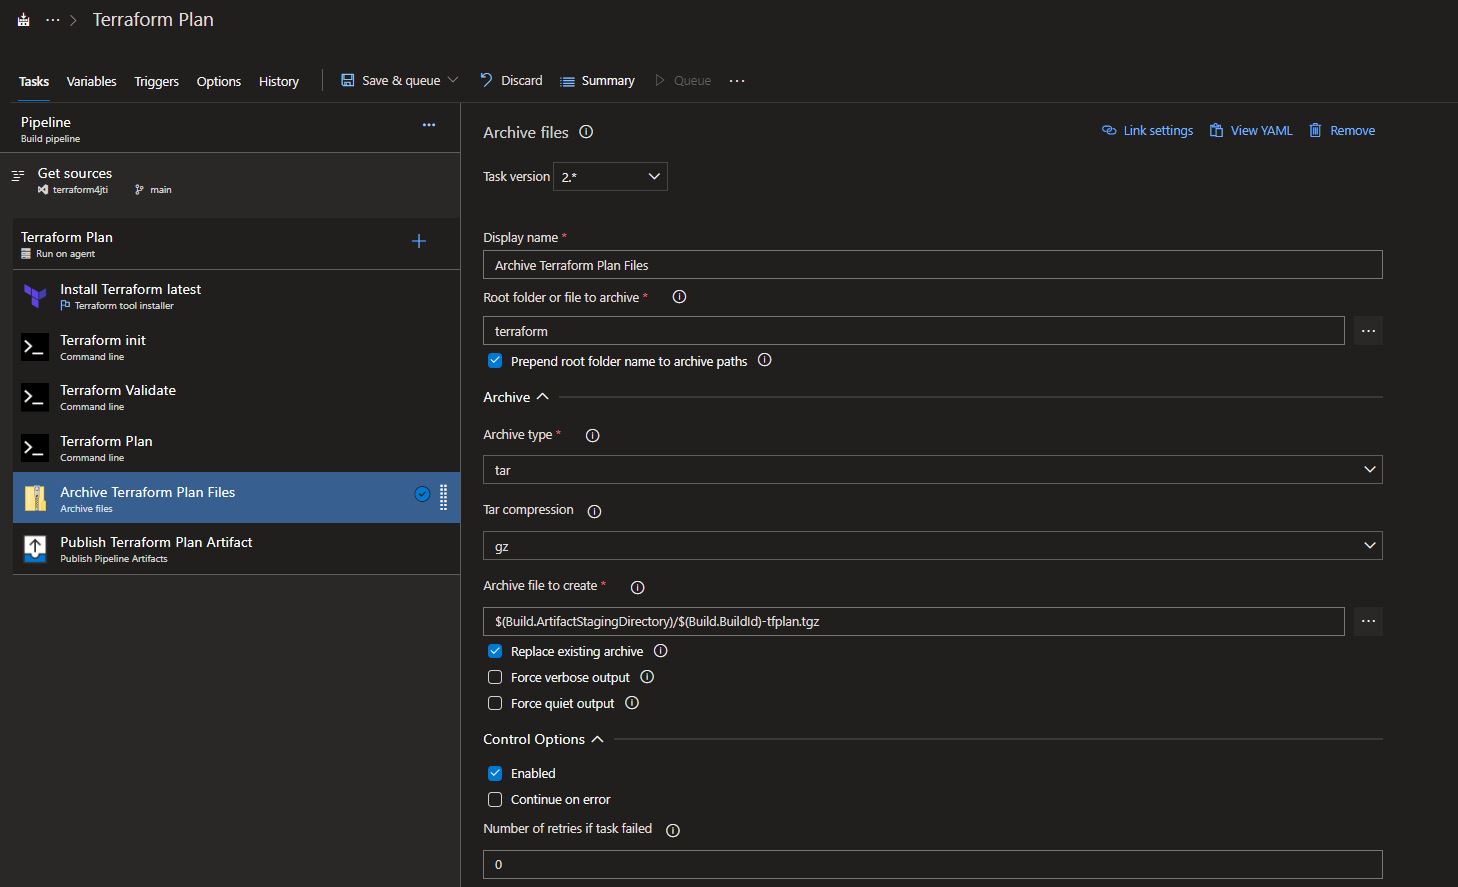 Terraform Plan
Tasks Variables Triggers Options History Save & queue Discard Summary Queue
Pipeline
Build pipeline
Get sources
terraform4jti main
Terraform Plan
Run on agent
Install Terraform latest
Terraform tool installer
Terraform init
Command line
Terraform Validate
Command line
Terraform Plan
Command line
Archive Terraform Plan Files
Archive files
Publish Terraform Plan Artifact
Publish Pipeline Artifacts
Archive files
Link settings View YAML Remove
Task version 2.*
Display name *
Archive Terraform Plan Files
Root folder or file to archive *
terraform
Prepend root folder name to archive paths
Archive
Archive type *
tar
Tar compression
gz
Archive file to create *
$(Build.ArtifactStagingDirectory)/$(Build.BuildId)-tfplan.tgz
Replace existing archive
Force verbose output
Force quiet output
Control Options
Enabled
Continue on error
Number of retries if task failed
0